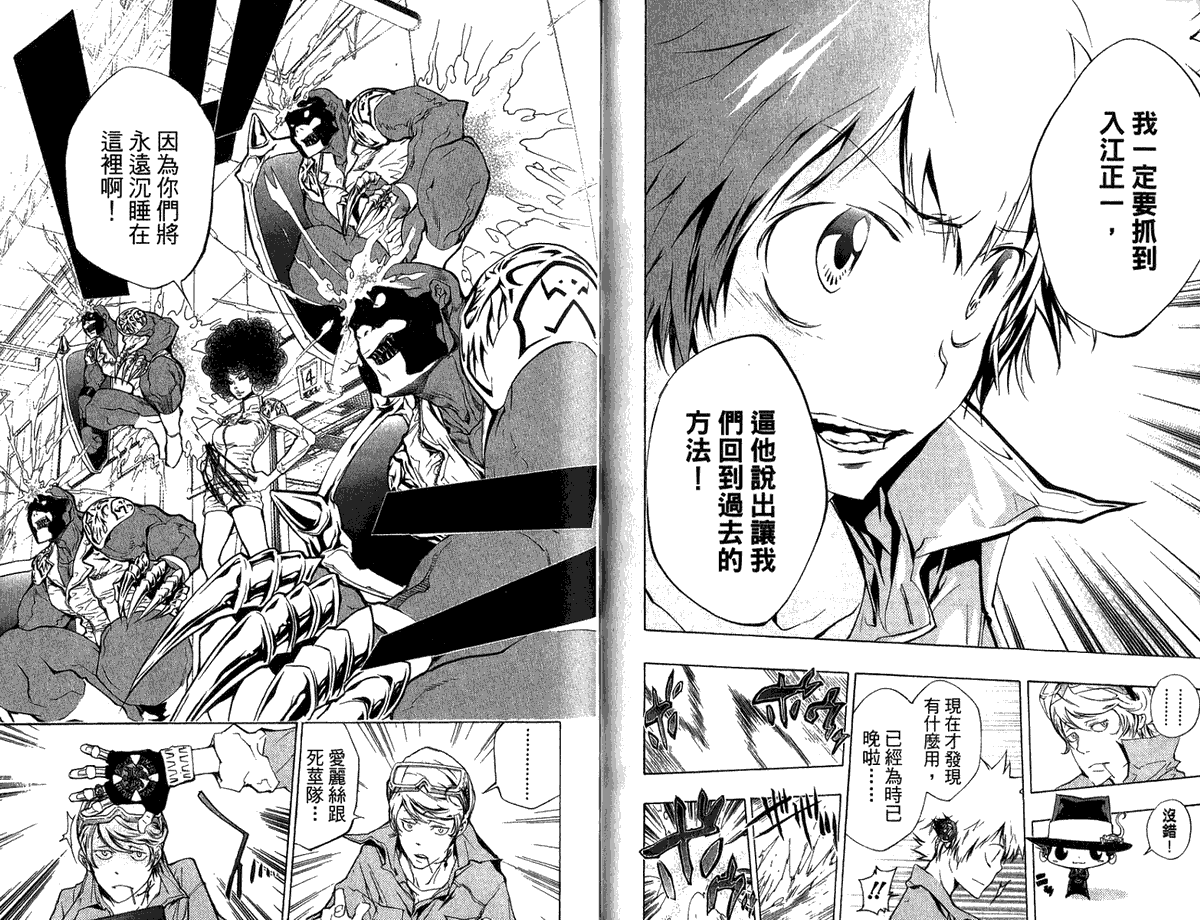 我一定要抓到
入江正一，
逼他說出讓我
們回到過去的
方法！
…………
沒錯！
現在才發現
有什麼用，
已經為時已
晚啦……
!!
因為你們將
永遠沉睡在
這裡啊！
4
………
愛麗絲跟
死莖隊…